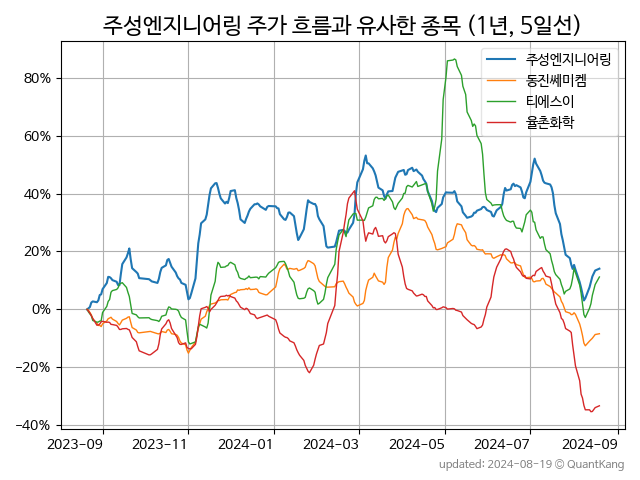 주성엔지니어링 주가 흐름과 유사한 종목 (1년, 5일선)
주성엔지니어링
동진쎄미켐
티에스이
율촌화학
80%
60%
40%
20%
0%
−20%
−40%
2023-09 2023-11 2024-01 2024-03 2024-05 2024-07 2024-09
updated: 2024-08-19 © QuantKang